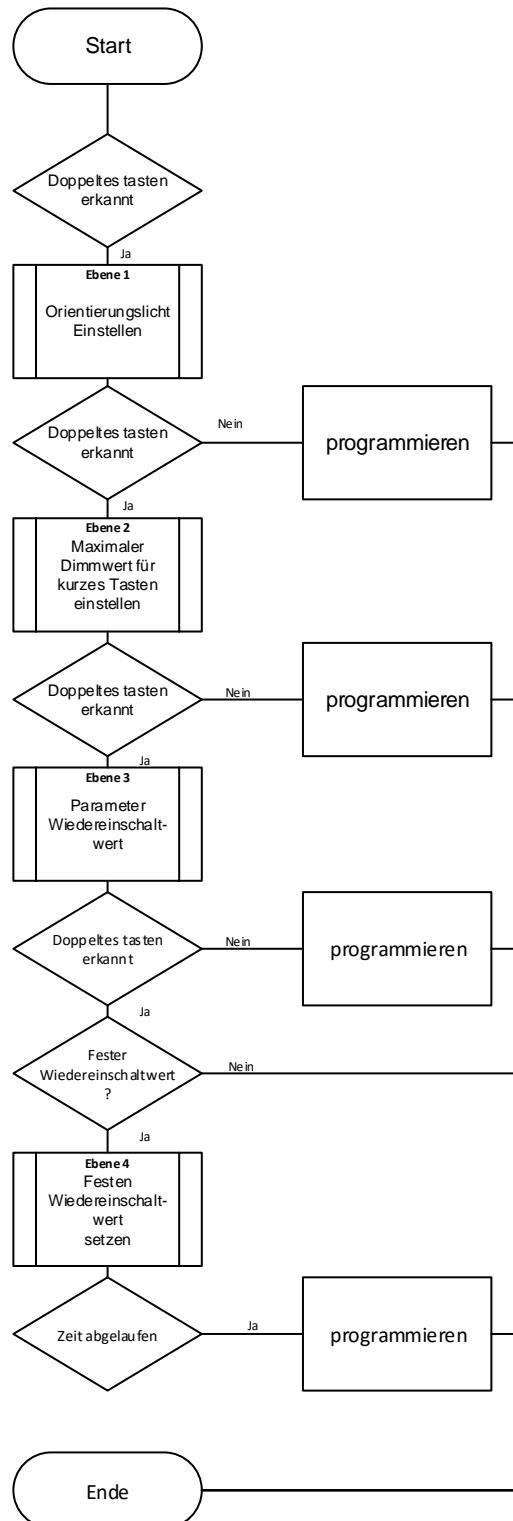 Start
Doppeltes tasten
erkannt
Ja
Ebene 1
Orientierungslicht
Einstellen
Doppeltes tasten
erkannt
Nein
programmieren
Ja
Ebene 2
Maximaler
Dimmwert für
kurzes Tasten
einstellen
Doppeltes tasten
erkannt
Nein
programmieren
Ja
Ebene 3
Parameter
Wiedereinschalt-
wert
Doppeltes tasten
erkannt
Nein
programmieren
Ja
Fester
Wiedereinschaltwert
?
Nein
Ja
Ebene 4
Festen
Wiedereinschalt-
wert
setzen
Zeit abgelaufen
Ja
programmieren
Ende